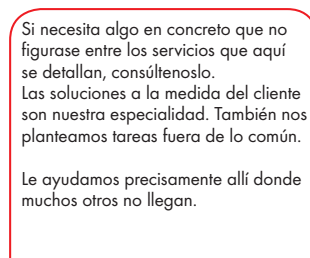 Si necesita algo en concreto que no
figurase entre los servicios que aquí
se detallan, consúltenoslo.
Las soluciones a la medida del cliente
son nuestra especialidad. También nos
planteamos tareas fuera de lo común.
Le ayudamos precisamente allí donde
muchos otros no llegan.